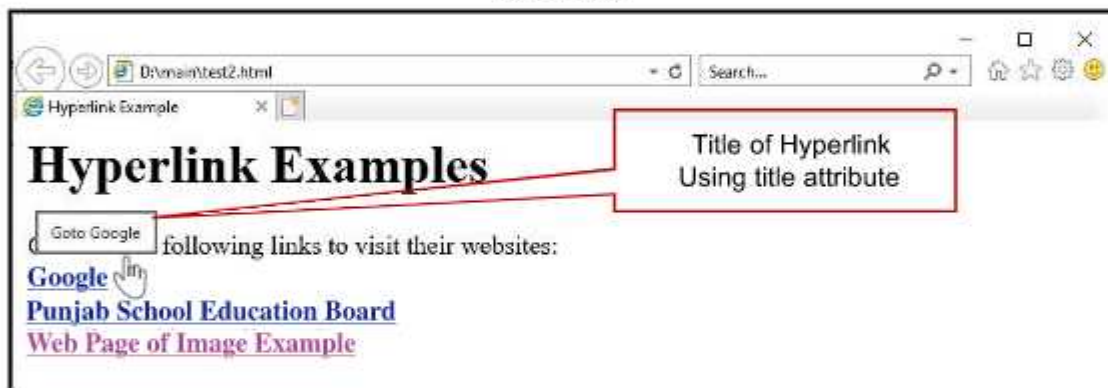 D:\main\test2.html
Search...
Hyperlink Example
Title of Hyperlink
Using title attribute
Hyperlink Examples
Goto Google
following links to visit their websites:
Google
Punjab School Education Board
Web Page of Image Example